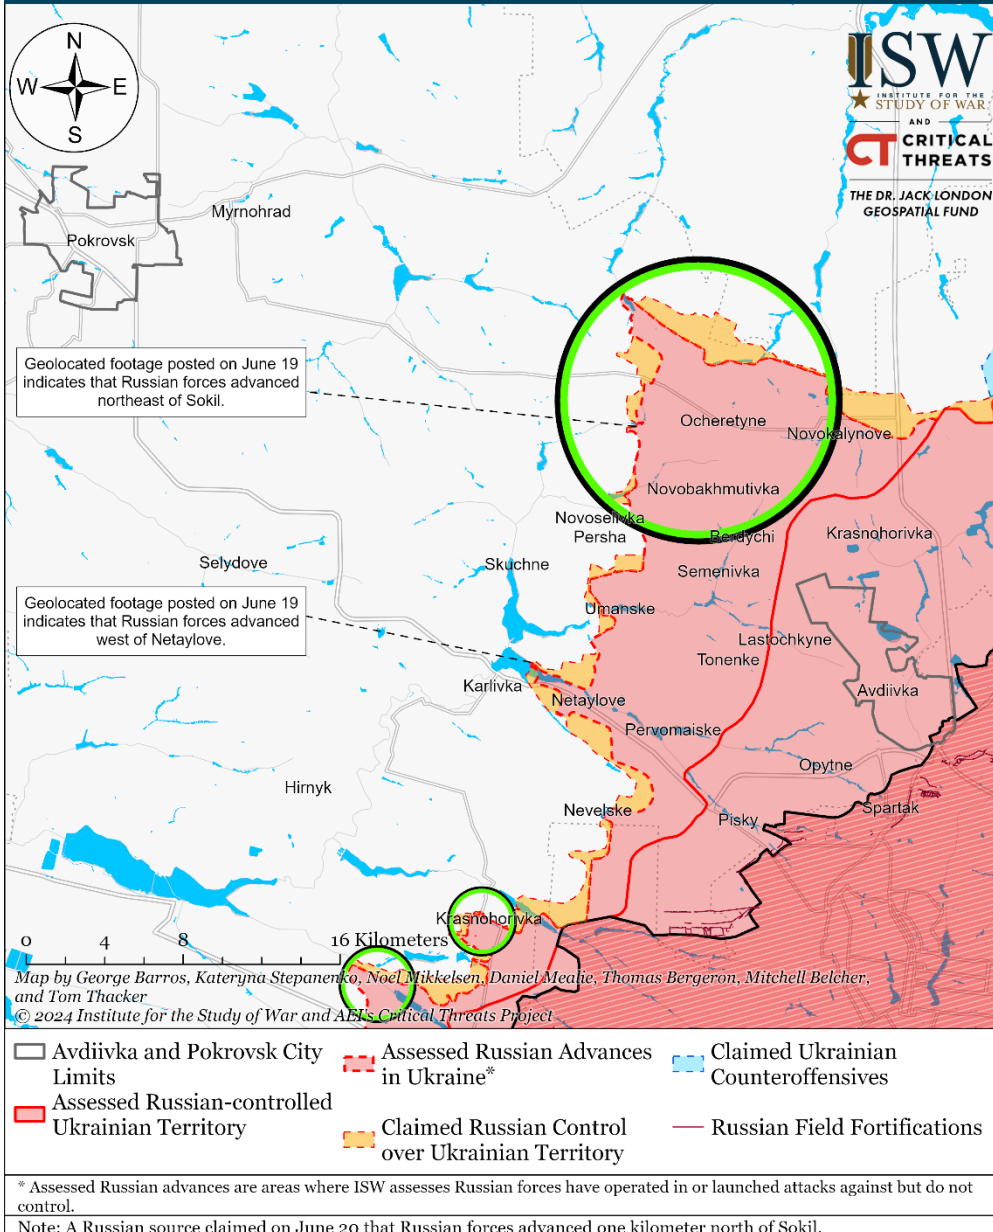 N
W
E
S
ISW
INSTITUTE FOR THE
STUDY OF WAR
AND
CT CRITICAL
THREATS
THE DR. JACK LONDON
GEOSPATIAL FUND
Myrnohrad
Pokrovsk
Geolocated footage posted on June 19
indicates that Russian forces advanced
northeast of Sokil.
Ocheretyne
Novokalynove
Novobakhmutivka
Novoselivka
Persha
Berdychi
Krasnohorivka
Selydove
Skuchne
Semenivka
Geolocated footage posted on June 19
indicates that Russian forces advanced
west of Netaylove.
Umanske
Lastochkyne
Tonenke
Karlivka
Netaylove
Avdiivka
Pervomaiske
Opytne
Hirnyk
Nevelske
Pisky
Spartak
Krasnohorivka
0 4 8 16 Kilometers
Map by George Barros, Kateryna Stepanenko, Noel Mikkelsen, Daniel Mealie, Thomas Bergeron, Mitchell Belcher,
and Tom Thacker
© 2024 Institute for the Study of War and AEI's Critical Threats Project
Avdiivka and Pokrovsk City
Limits
Assessed Russian-controlled
Ukrainian Territory
Assessed Russian Advances
in Ukraine*
Claimed Russian Control
over Ukrainian Territory
Claimed Ukrainian
Counteroffensives
Russian Field Fortifications
* Assessed Russian advances are areas where ISW assesses Russian forces have operated in or launched attacks against but do not
control.
Note: A Russian source claimed on June 20 that Russian forces advanced one kilometer north of Sokil.